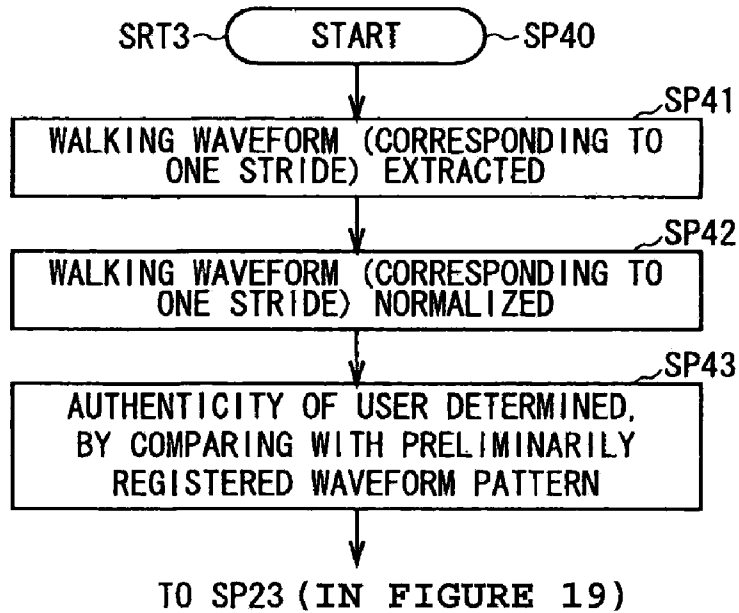 SRT3 START SP40
SP41
WALKING WAVEFORM (CORRESPONDING TO
ONE STRIDE) EXTRACTED
SP42
WALKING WAVEFORM (CORRESPONDING TO
ONE STRIDE) NORMALIZED
SP43
AUTHENTICITY OF USER DETERMINED,
BY COMPARING WITH PRELIMINARILY
REGISTERED WAVEFORM PATTERN
TO SP23 (IN FIGURE 19)